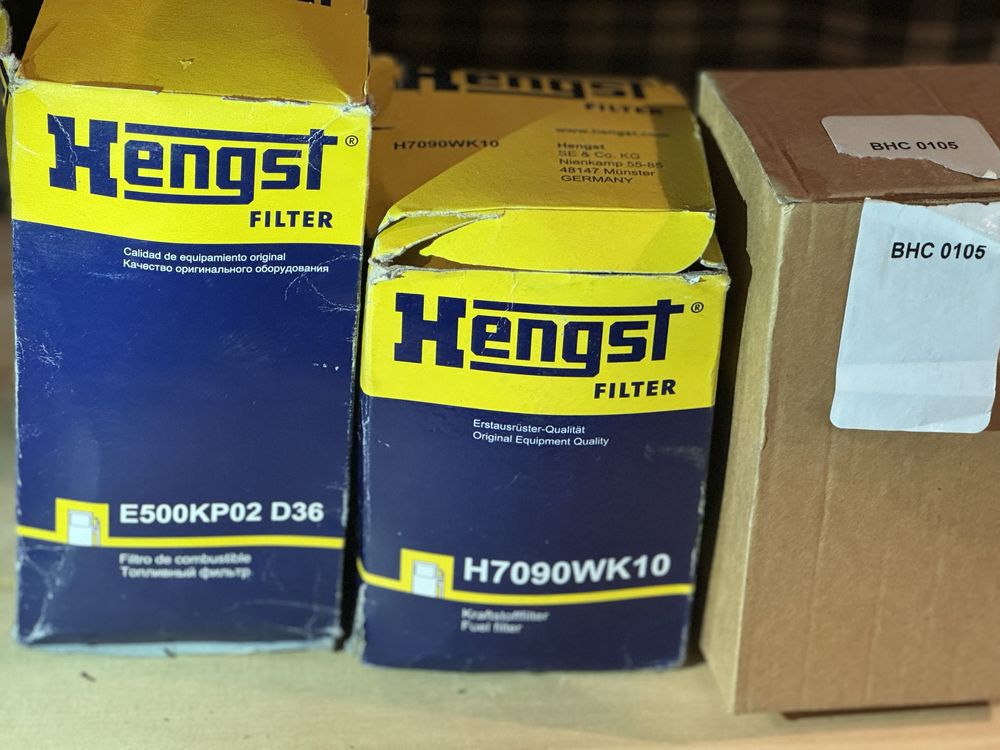 Hengst®
FILTER
Calidad de equipamiento original
Качество оригинального оборудования
E500KP02 D36
Filtro de combustible
Топливный фильтр
Hengst
FILTER
www.hengst.com
H7090WK10
Hengst
SE & Co. KG
Nienkamp 55-85
48147 Münster
GERMANY
Hengst®
FILTER
Erstausrüster-Qualität
Original Equipment Quality
H7090WK10
Kraftstofffilter
Fuel filter
BHC 0105
BHC 0105